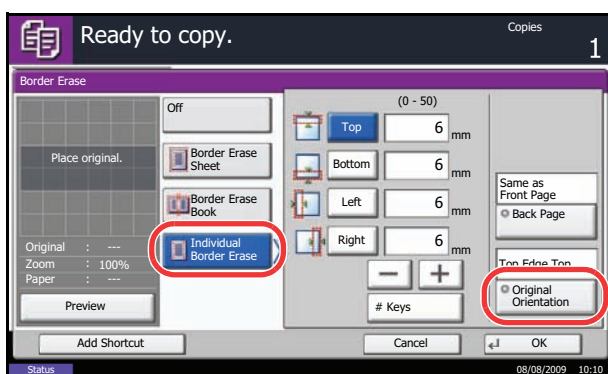 Ready to copy.
Copies
1
Border Erase
Place original.
Original : ---
Zoom : 100%
Paper : ---
Preview
Off
Border Erase
Sheet
Border Erase
Book
Individual
Border Erase
(0 - 50)
Top 6 mm
Bottom 6 mm
Left 6 mm
Right 6 mm
− +
# Keys
Same as
Front Page
Back Page
Top Edge Top
Original
Orientation
Add Shortcut
Cancel
OK
Status
08/08/2009 10:10